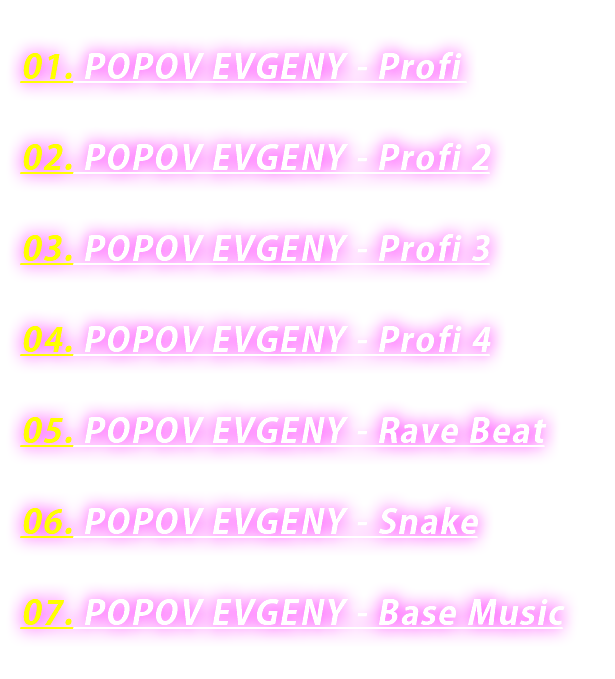 01. POPOV EVGENY - Profi
02. POPOV EVGENY - Profi 2
03. POPOV EVGENY - Profi 3
04. POPOV EVGENY - Profi 4
05. POPOV EVGENY - Rave Beat
06. POPOV EVGENY - Snake
07. POPOV EVGENY - Base Music